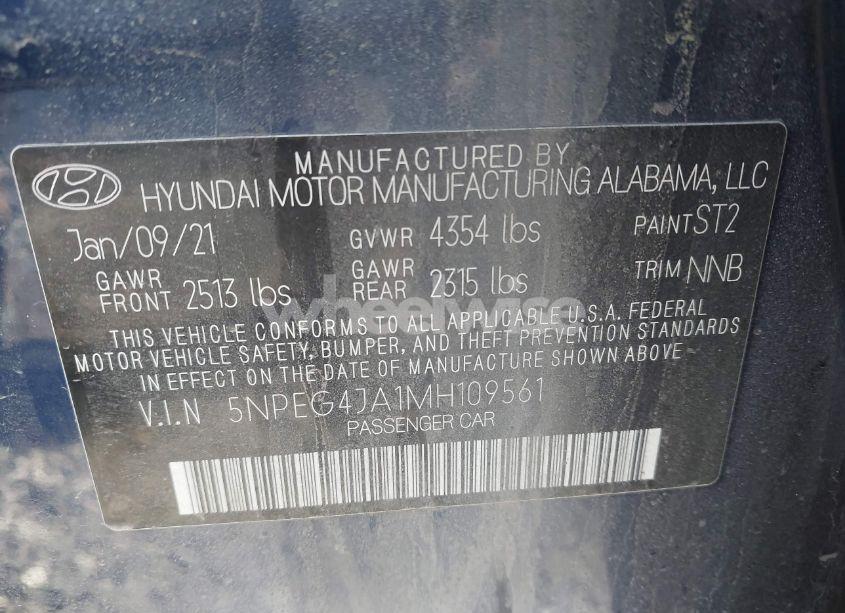 MANUFACTURED BY
HYUNDAI MOTOR MANUFACTURING ALABAMA, LLC
Jan/09/21 GVWR 4354 lbs PAINT ST2
GAWR FRONT 2513 lbs GAWR REAR 2315 lbs TRIM NNB
wheelwise
THIS VEHICLE CONFORMS TO ALL APPLICABLE U.S.A. FEDERAL
MOTOR VEHICLE SAFETY, BUMPER, AND THEFT PREVENTION STANDARDS
IN EFFECT ON THE DATE OF MANUFACTURE SHOWN ABOVE
V.I.N 5NPEG4JA1MH109561
PASSENGER CAR